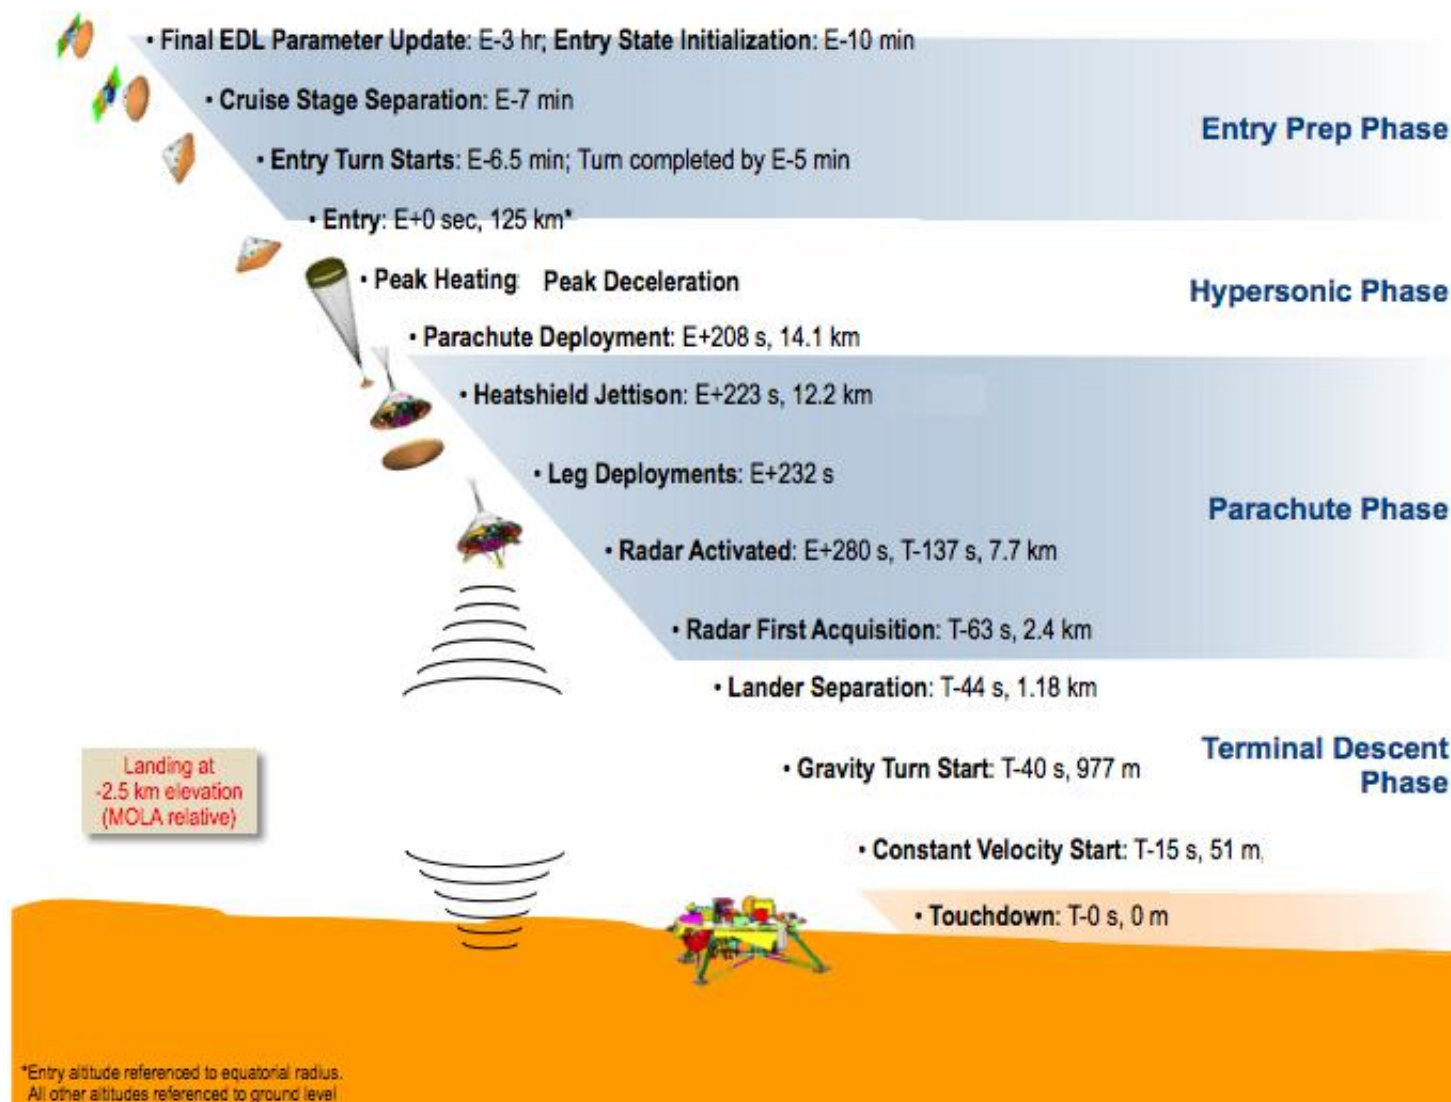 • Final EDL Parameter Update: E-3 hr; Entry State Initialization: E-10 min
• Cruise Stage Separation: E-7 min
Entry Prep Phase
• Entry Turn Starts: E-6.5 min; Turn completed by E-5 min
• Entry: E+0 sec, 125 km*
• Peak Heating Peak Deceleration
Hypersonic Phase
• Parachute Deployment: E+208 s, 14.1 km
• Heatshield Jettison: E+223 s, 12.2 km
• Leg Deployments: E+232 s
Parachute Phase
• Radar Activated: E+280 s, T-137 s, 7.7 km
• Radar First Acquisition: T-63 s, 2.4 km
• Lander Separation: T-44 s, 1.18 km
Terminal Descent
Phase
• Gravity Turn Start: T-40 s, 977 m
Landing at
-2.5 km elevation
(MOLA relative)
• Constant Velocity Start: T-15 s, 51 m
• Touchdown: T-0 s, 0 m
*Entry altitude referenced to equatorial radius.
All other altitudes referenced to ground level